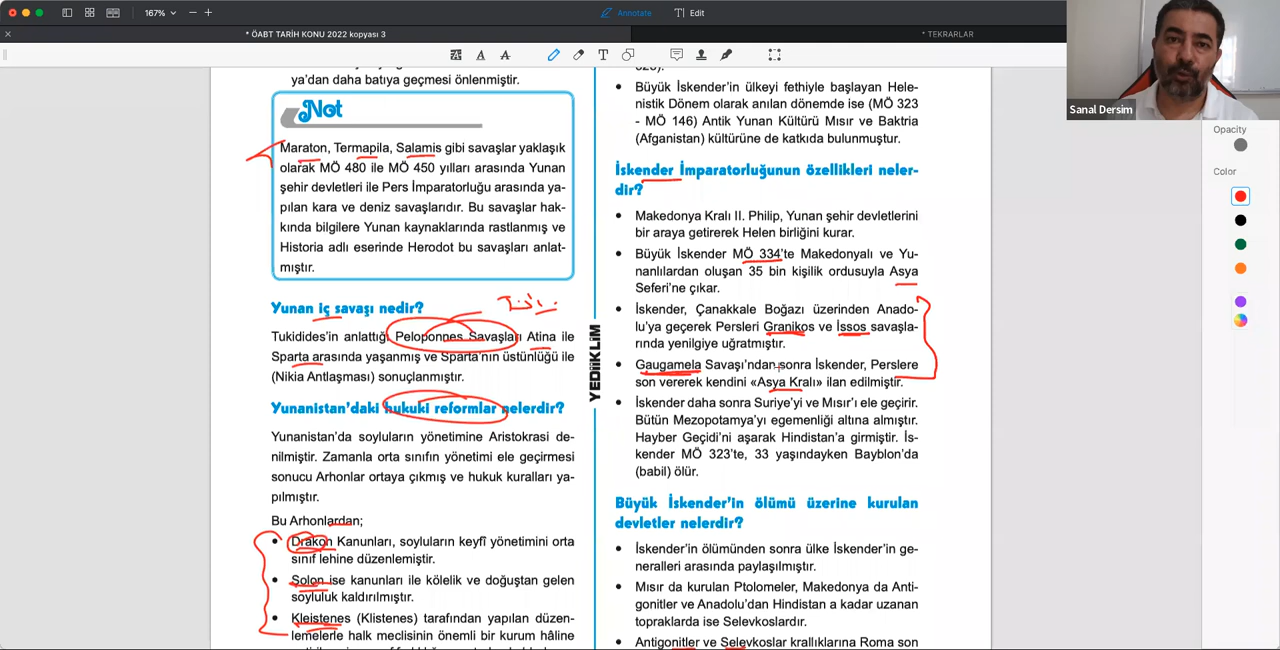 167%
Annotate
Edit
* ÖABT TARİH KONU 2022 kopyası 3
* TEKRARLAR
Sanal Dersim
Opacity
Color
ya'dan daha batıya geçmesi önlenmiştir.
Not
Maraton, Termapila, Salamis gibi savaşlar yaklaşık
olarak MÖ 480 ile MÖ 450 yılları arasında Yunan
şehir devletleri ile Pers İmparatorluğu arasında ya-
pılan kara ve deniz savaşlarıdır. Bu savaşlar hak-
kında bilgilere Yunan kaynaklarında rastlanmış ve
Historia adlı eserinde Herodot bu savaşları anlat-
mıştır.
Yunan iç savaşı nedir?
Tukidides'in anlattığı Peloponnes Savaşları Atina ile
Sparta arasında yaşanmış ve Sparta'nın üstünlüğü ile
(Nikia Antlaşması) sonuçlanmıştır.
Yunanistan'daki hukuki reformlar nelerdir?
Yunanistan'da soyluların yönetimine Aristokrasi de-
nilmiştir. Zamanla orta sınıfın yönetimi ele geçirmesi
sonucu Arhonlar ortaya çıkmış ve hukuk kuralları ya-
pılmıştır.
Bu Arhonlardan;
• Drakon Kanunları, soyluların keyfî yönetimini orta
sınıf lehine düzenlemiştir.
• Solon ise kanunları ile kölelik ve doğuştan gelen
soyluluk kaldırılmıştır.
• Kleistenes (Klistenes) tarafından yapılan düzen-
lemelerle halk meclisinin önemli bir kurum hâline
YEDİİKLİM
• Büyük İskender'in ülkeyi fethiyle başlayan Hele-
nistik Dönem olarak anılan dönemde ise (MÖ 323
- MÖ 146) Antik Yunan Kültürü Mısır ve Baktria
(Afganistan) kültürüne de katkıda bulunmuştur.
İskender İmparatorluğunun özellikleri neler-
dir?
• Makedonya Kralı II. Philip, Yunan şehir devletlerini
bir araya getirerek Helen birliğini kurar.
• Büyük İskender MÖ 334'te Makedonyalı ve Yu-
nanlılardan oluşan 35 bin kişilik ordusuyla Asya
Seferi'ne çıkar.
• İskender, Çanakkale Boğazı üzerinden Anado-
lu'ya geçerek Persleri Granikos ve İssos savaşla-
rında yenilgiye uğratmıştır.
• Gaugamela Savaşı'ndan sonra İskender, Perslere
son vererek kendini «Asya Kralı» ilan edilmiştir.
• İskender daha sonra Suriye'yi ve Mısır'ı ele geçirir.
Bütün Mezopotamya'yı egemenliği altına almıştır.
Hayber Geçidi'ni aşarak Hindistan'a girmiştir. İs-
kender MÖ 323'te, 33 yaşındayken Bayblon'da
(babil) ölür.
Büyük İskender'in ölümü üzerine kurulan
devletler nelerdir?
• İskender'in ölümünden sonra ülke İskender'in ge-
neralleri arasında paylaşılmıştır.
• Mısır da kurulan Ptolomeler, Makedonya da Anti-
gonitler ve Anadolu'dan Hindistan a kadar uzanan
topraklarda ise Selevkoslardır.
• Antigonitler ve Selevkoslar krallıklarına Roma son